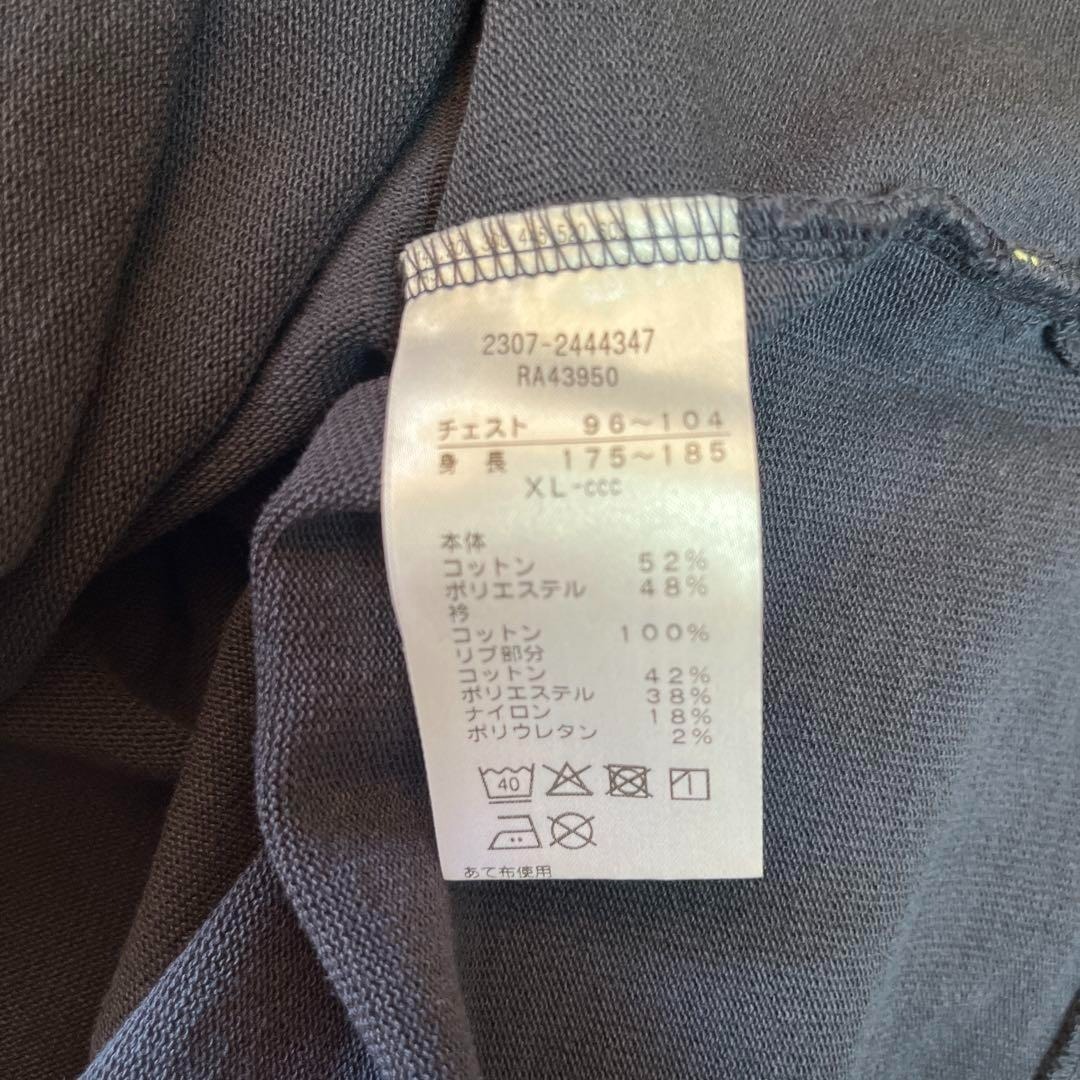 2307-2444347
RA43950
チェスト 96～104
身長 175～185
XL-ccc
本体
コットン 52%
ポリエステル 48%
衿
コットン 100%
リブ部分
コットン 42%
ポリエステル 38%
ナイロン 18%
ポリウレタン 2%
40
あて布使用